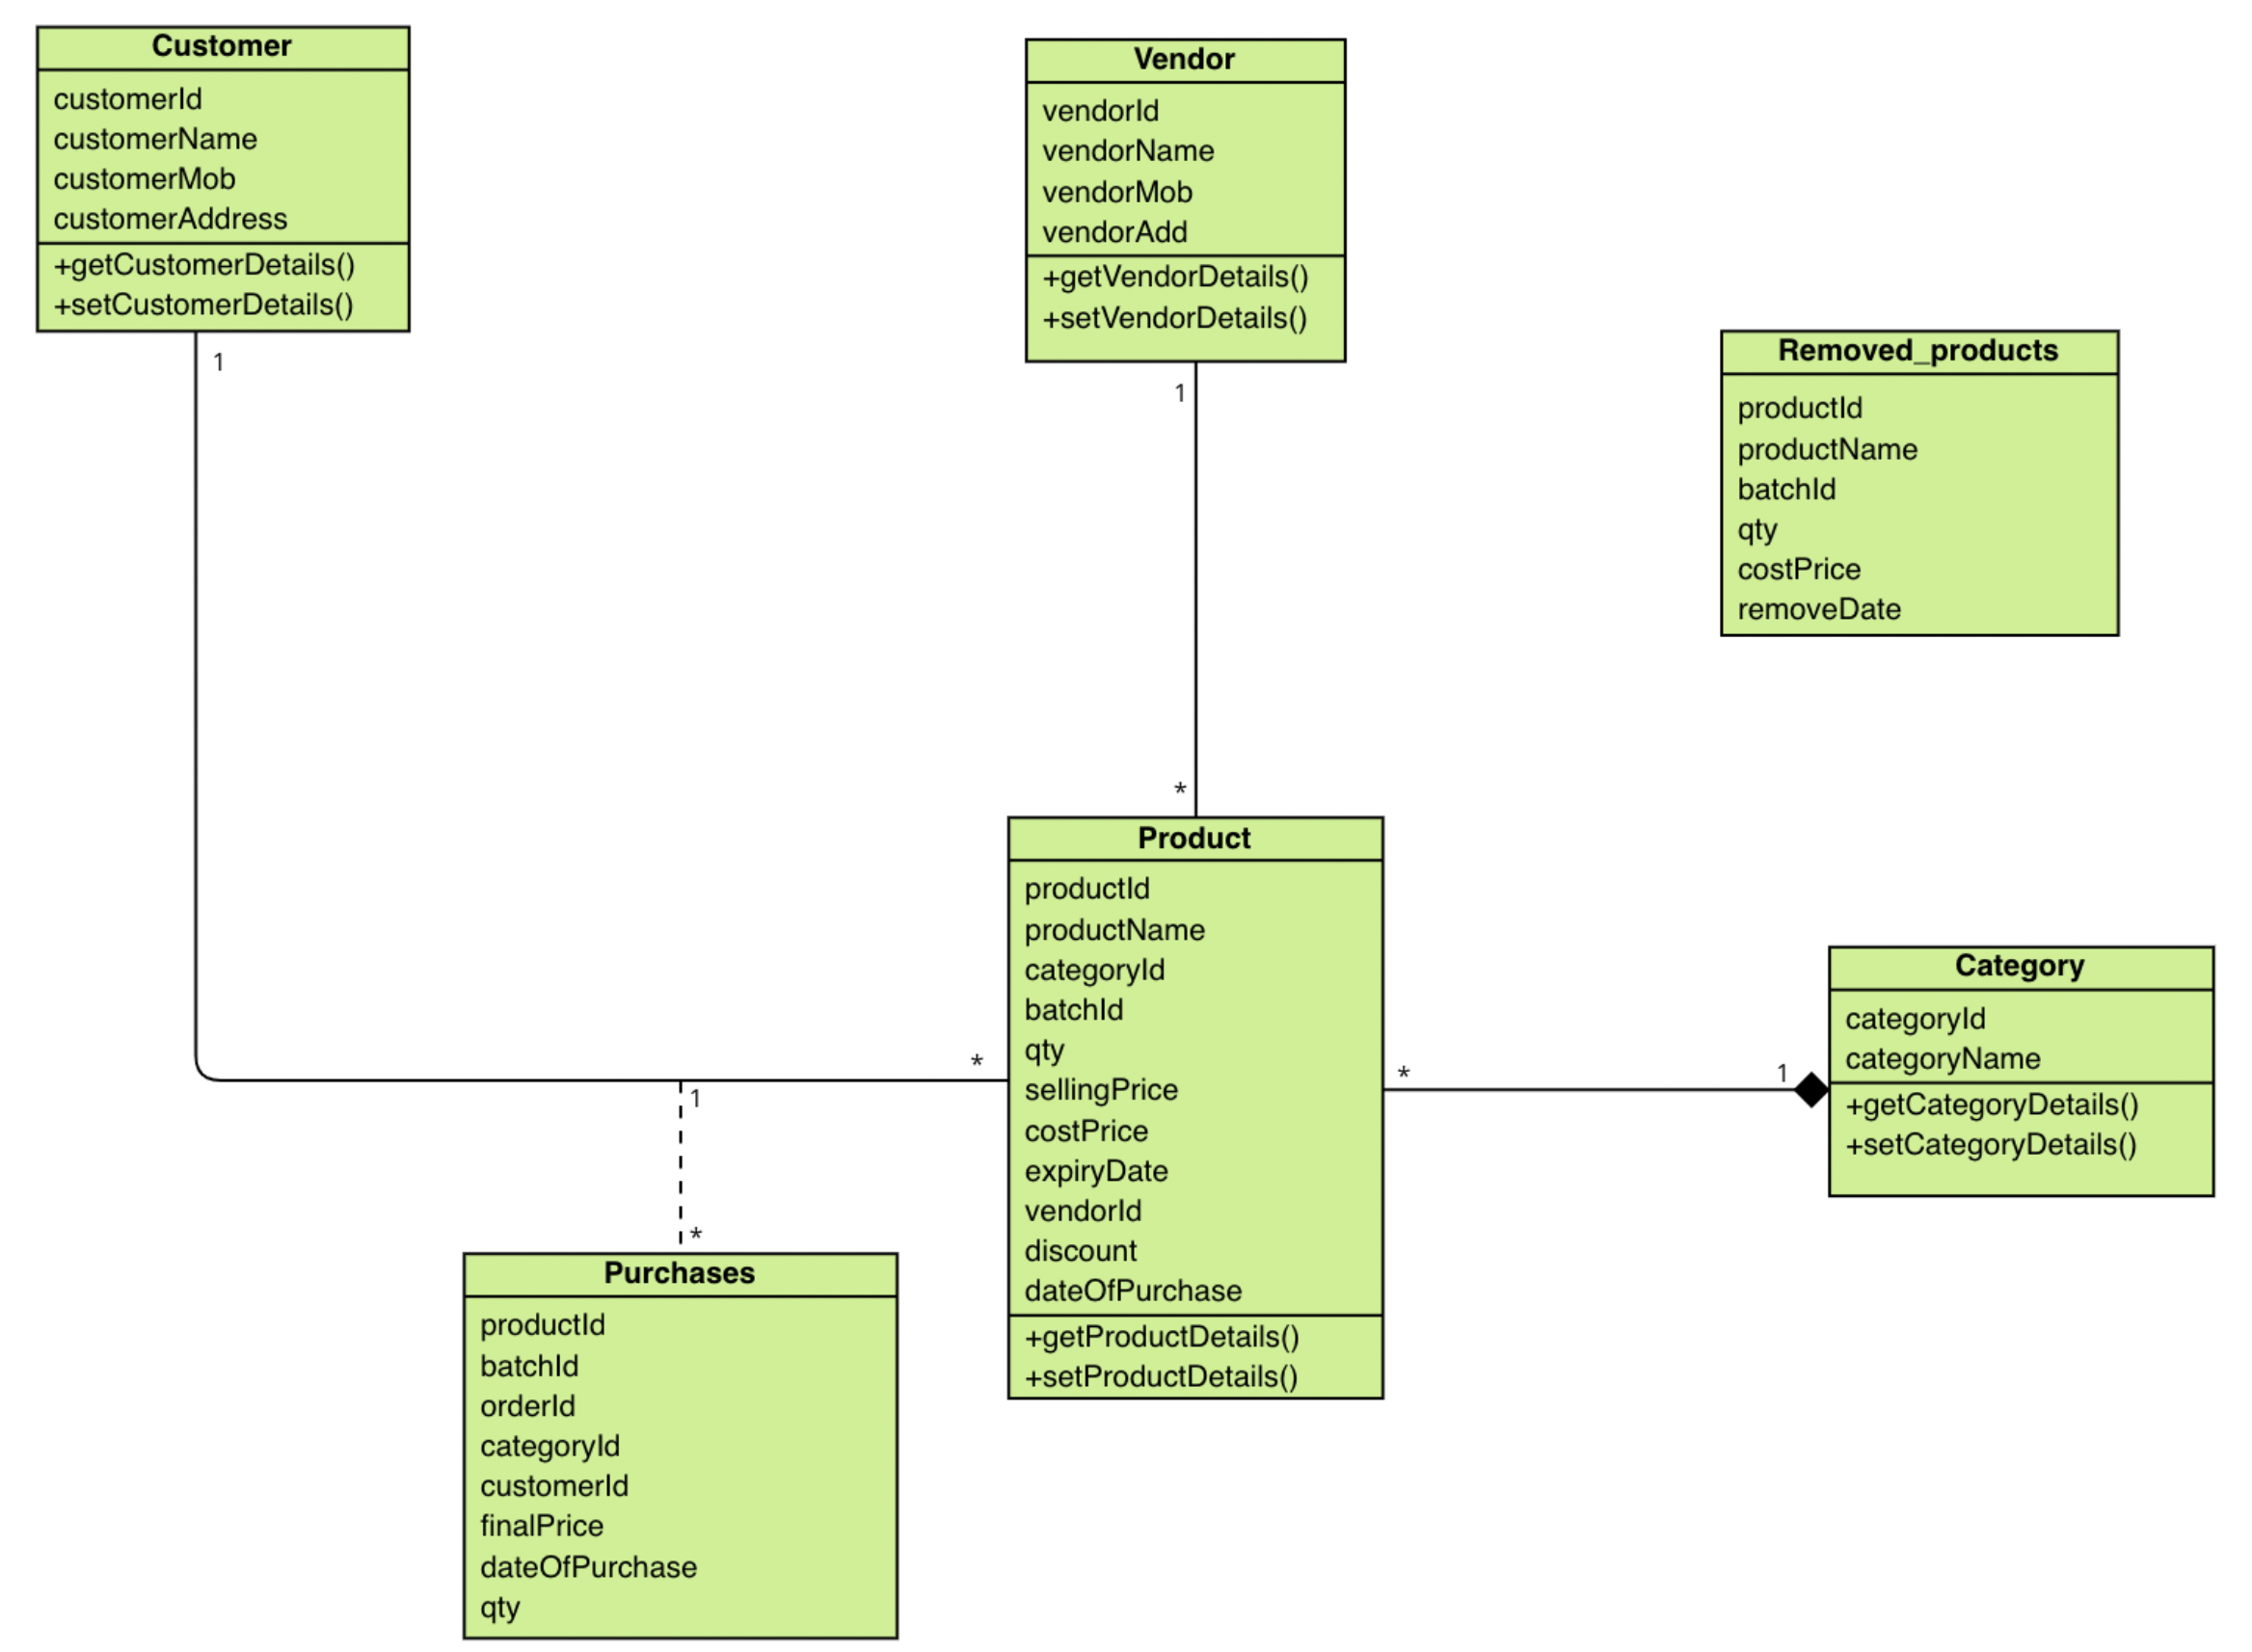 Customer
customerId
customerName
customerMob
customerAddress
+getCustomerDetails()
+setCustomerDetails()
1
Vendor
vendorId
vendorName
vendorMob
vendorAdd
+getVendorDetails()
+setVendorDetails()
1
*
Removed_products
productId
productName
batchId
qty
costPrice
removeDate
Product
productId
productName
categoryId
batchId
qty
sellingPrice
costPrice
expiryDate
vendorId
discount
dateOfPurchase
+getProductDetails()
+setProductDetails()
*
*
1
Category
categoryId
categoryName
+getCategoryDetails()
+setCategoryDetails()
1
*
Purchases
productId
batchId
orderId
categoryId
customerId
finalPrice
dateOfPurchase
qty